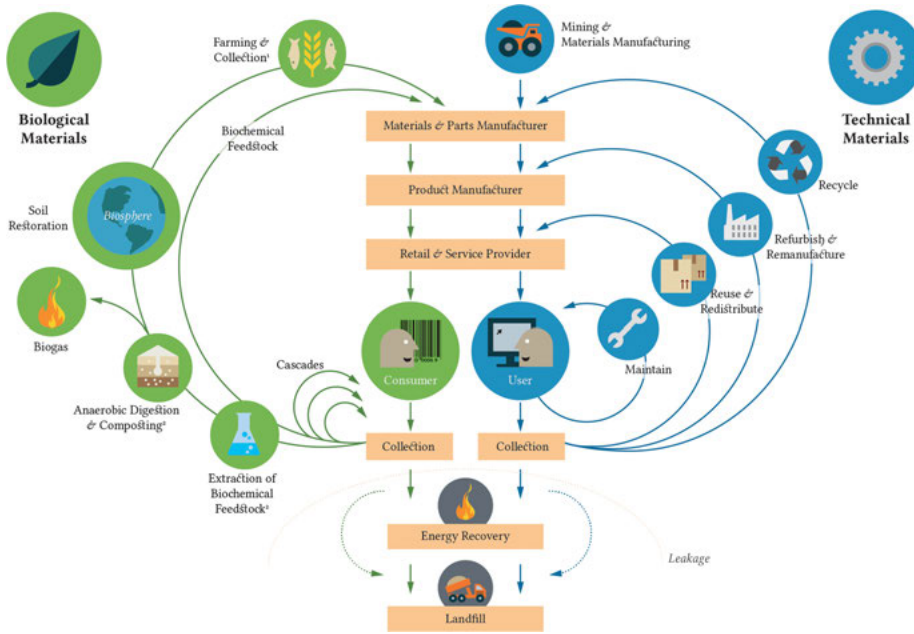 Biological
Materials
Farming &
Collection¹
Mining &
Materials Manufacturing
Technical
Materials
Biochemical
Feedstock
Materials & Parts Manufacturer
Recycle
Soil
Restoration
Biosphere
Product Manufacturer
Refurbish &
Remanufacture
Retail & Service Provider
Reuse &
Redistribute
Biogas
Cascades
Consumer
User
Maintain
Anaerobic Digestion
& Composting²
Collection
Collection
Extraction of
Biochemical
Feedstock²
Energy Recovery
Leakage
Landfill